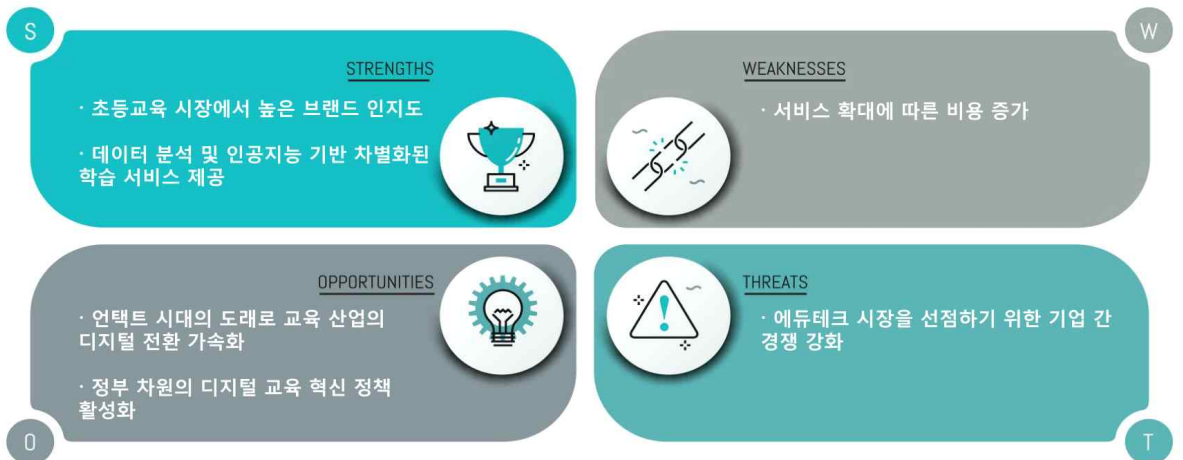 S
STRENGTHS
· 초등교육 시장에서 높은 브랜드 인지도
· 데이터 분석 및 인공지능 기반 차별화된
학습 서비스 제공
W
WEAKNESSES
· 서비스 확대에 따른 비용 증가
O
OPPORTUNITIES
· 언택트 시대의 도래로 교육 산업의
디지털 전환 가속화
· 정부 차원의 디지털 교육 혁신 정책
활성화
T
THREATS
· 에듀테크 시장을 선점하기 위한 기업 간
경쟁 강화